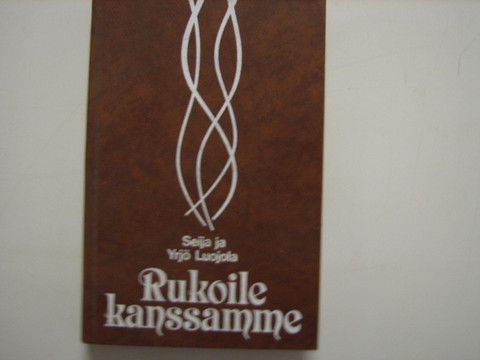 Seija ja
Yrjö Luojola
Rukoile
kanssamme